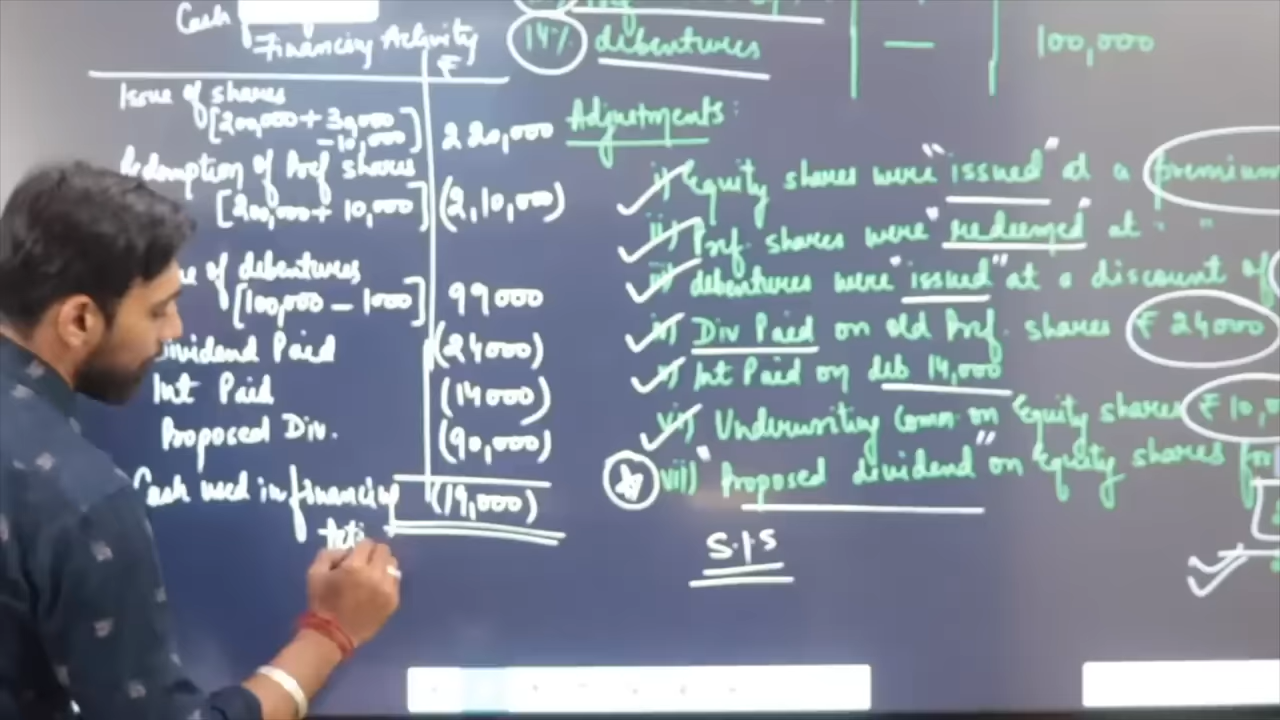 Cash
Financing Activity
₹
Issue of shares
[200,000 + 30,000
- 10,000] 220,000
Redemption of Pref shares
[200,000 + 10,000] (2,10,000)
of debentures
[100,000 - 1000] 99000
Dividend Paid (24000)
Int Paid (14000)
Proposed Div. (90,000)
Cash used in financing (19,000)
Acti
14% debentures — 100,000
Adjustments:
i) Equity shares were "issued" at a premium
ii) Pref shares were "redeemed" at " "
iii) debentures were "issued" at a discount of
iv) Div Paid on old Pref. shares ₹ 24000
v) Int Paid on deb 14,000
vi) Underwriting Comm on Equity shares ₹ 10,
vii) "Proposed dividend" on Equity shares for
S.P.S